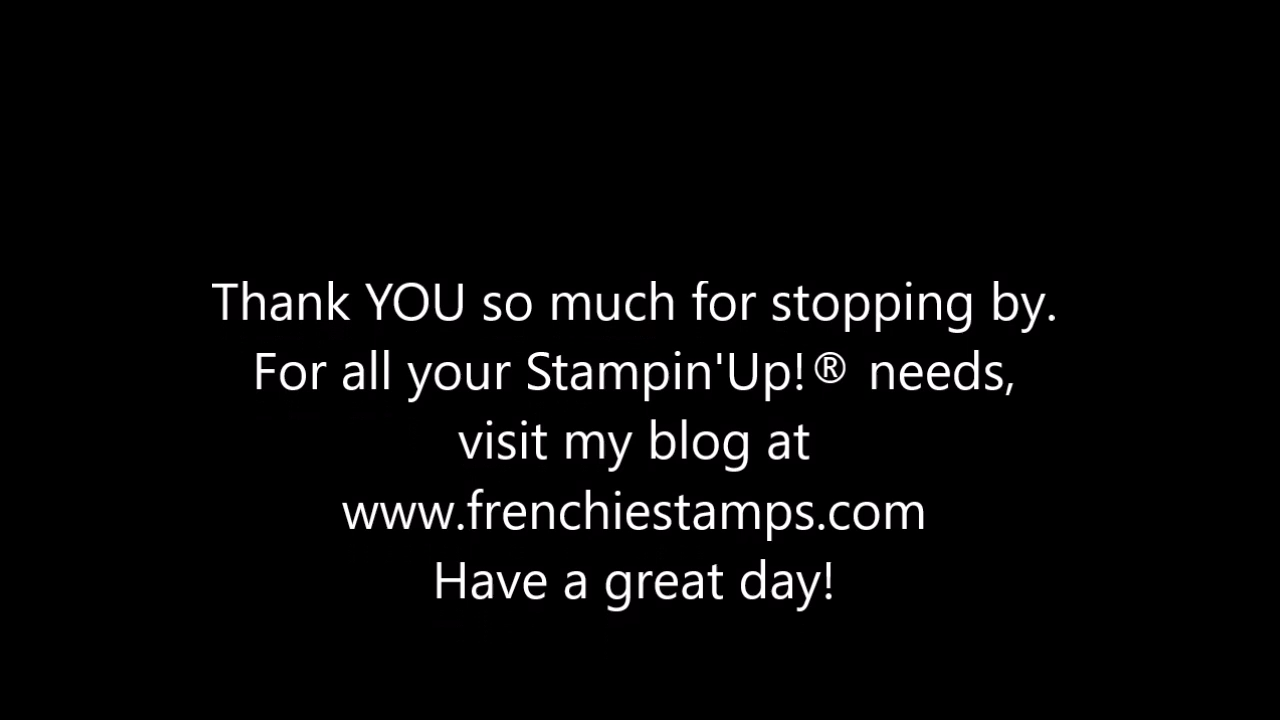 Thank YOU so much for stopping by.
For all your Stampin'Up!® needs,
visit my blog at
www.frenchiestamps.com
Have a great day!